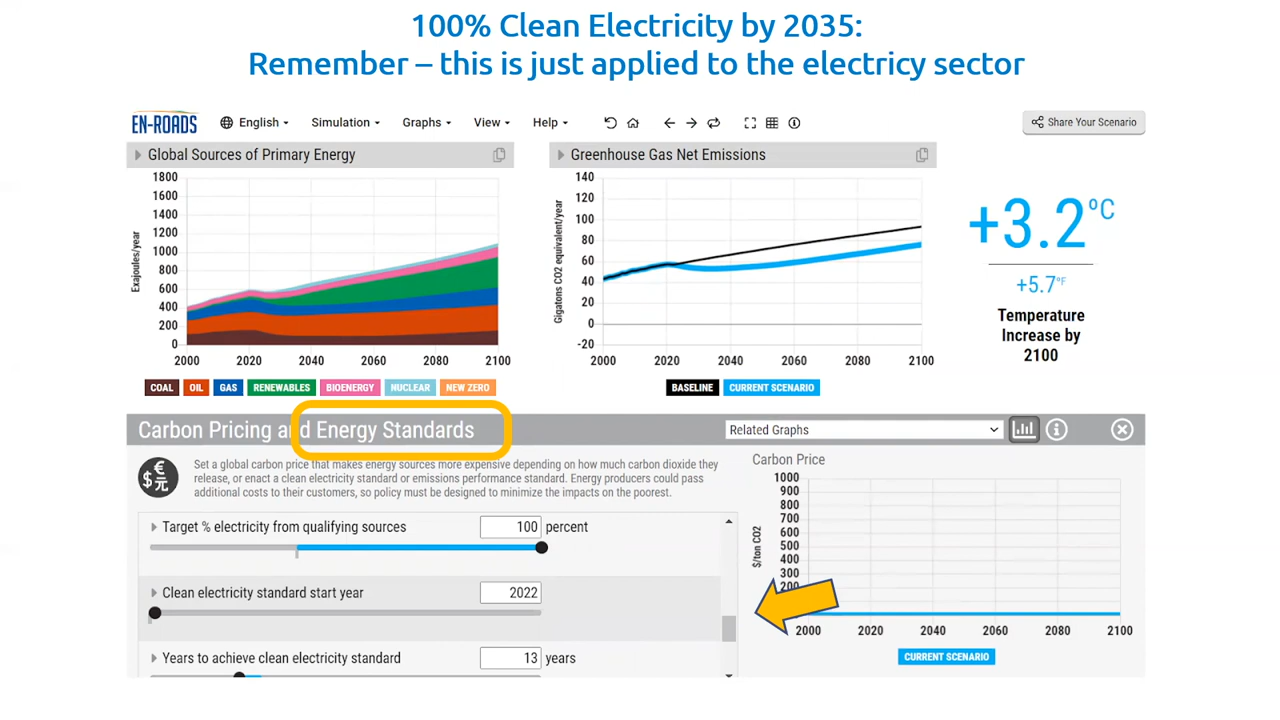 100% Clean Electricity by 2035:
Remember – this is just applied to the electricy sector
EN-ROADS English Simulation Graphs View Help Share Your Scenario
Global Sources of Primary Energy
Exajoules/year
1800
1600
1400
1200
1000
800
600
400
200
0
2000 2020 2040 2060 2080 2100
COAL OIL GAS RENEWABLES BIOENERGY NUCLEAR NEW ZERO
Greenhouse Gas Net Emissions
Gigatons CO2 equivalent/year
140
120
100
80
60
40
20
0
-20
2000 2020 2040 2060 2080 2100
BASELINE CURRENT SCENARIO
+3.2ºC
+5.7°F
Temperature
Increase by
2100
Carbon Pricing and Energy Standards
Related Graphs
Set a global carbon price that makes energy sources more expensive depending on how much carbon dioxide they
release, or enact a clean electricity standard or emissions performance standard. Energy producers could pass
additional costs to their customers, so policy must be designed to minimize the impacts on the poorest.
$ € 元
Target % electricity from qualifying sources 100 percent
Clean electricity standard start year 2022
Years to achieve clean electricity standard 13 years
Carbon Price
$/ton CO2
1000
900
800
700
600
500
400
300
200
2000 2020 2040 2060 2080 2100
CURRENT SCENARIO